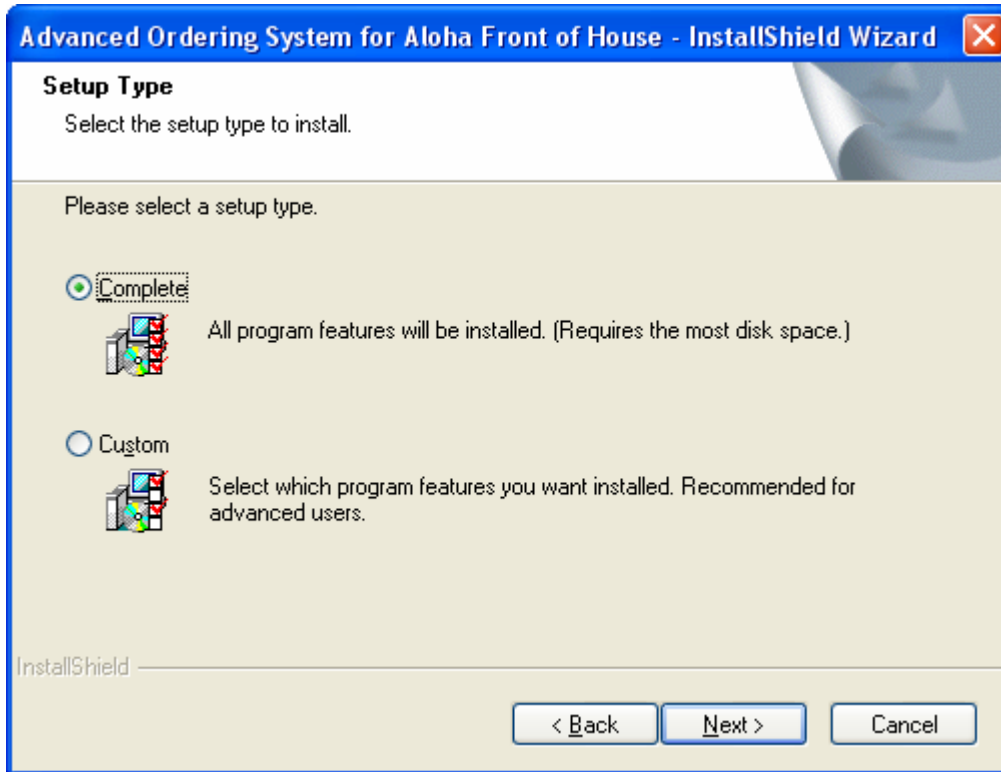 Advanced Ordering System for Aloha Front of House - InstallShield Wizard
Setup Type
Select the setup type to install.
Please select a setup type.
Complete
All program features will be installed. (Requires the most disk space.)
Custom
Select which program features you want installed. Recommended for
advanced users.
InstallShield
< Back
Next >
Cancel